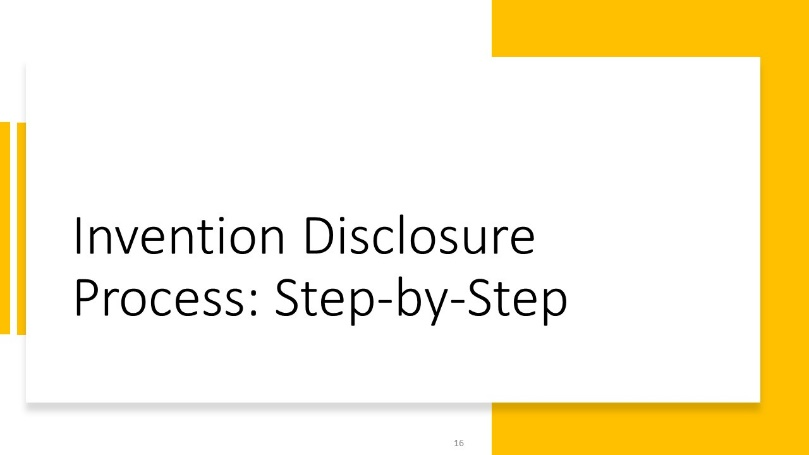 Invention Disclosure
Process: Step-by-Step
16